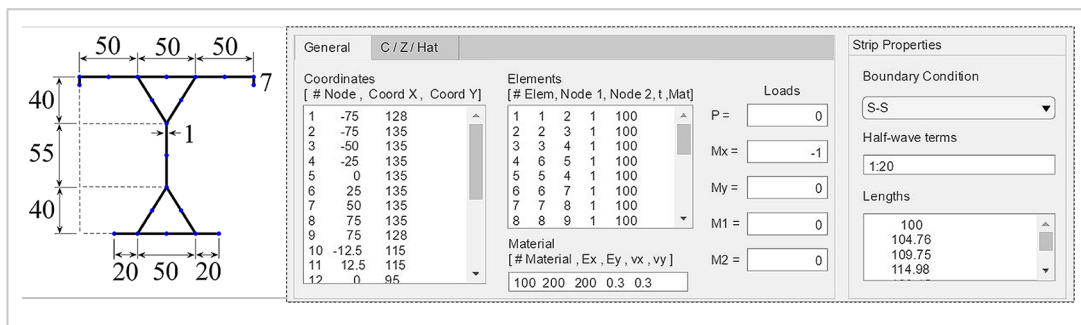 50 50 50
7
40
1
55
40
20 50 20
General C / Z / Hat
Coordinates
[ # Node , Coord X , Coord Y]
1 -75 128
2 -75 135
3 -50 135
4 -25 135
5 0 135
6 25 135
7 50 135
8 75 135
9 75 128
10 -12.5 115
11 12.5 115
12 0 95
Elements
[ # Elem, Node 1, Node 2, t ,Mat]
1 1 2 1 100
2 2 3 1 100
3 3 4 1 100
4 6 5 1 100
5 5 4 1 100
6 6 7 1 100
7 7 8 1 100
8 8 9 1 100
Material
[ # Material , Ex , Ey , vx , vy ]
100 200 200 0.3 0.3
Loads
P = 0
Mx = -1
My = 0
M1 = 0
M2 = 0
Strip Properties
Boundary Condition
S-S
Half-wave terms
1:20
Lengths
100
104.76
109.75
114.98